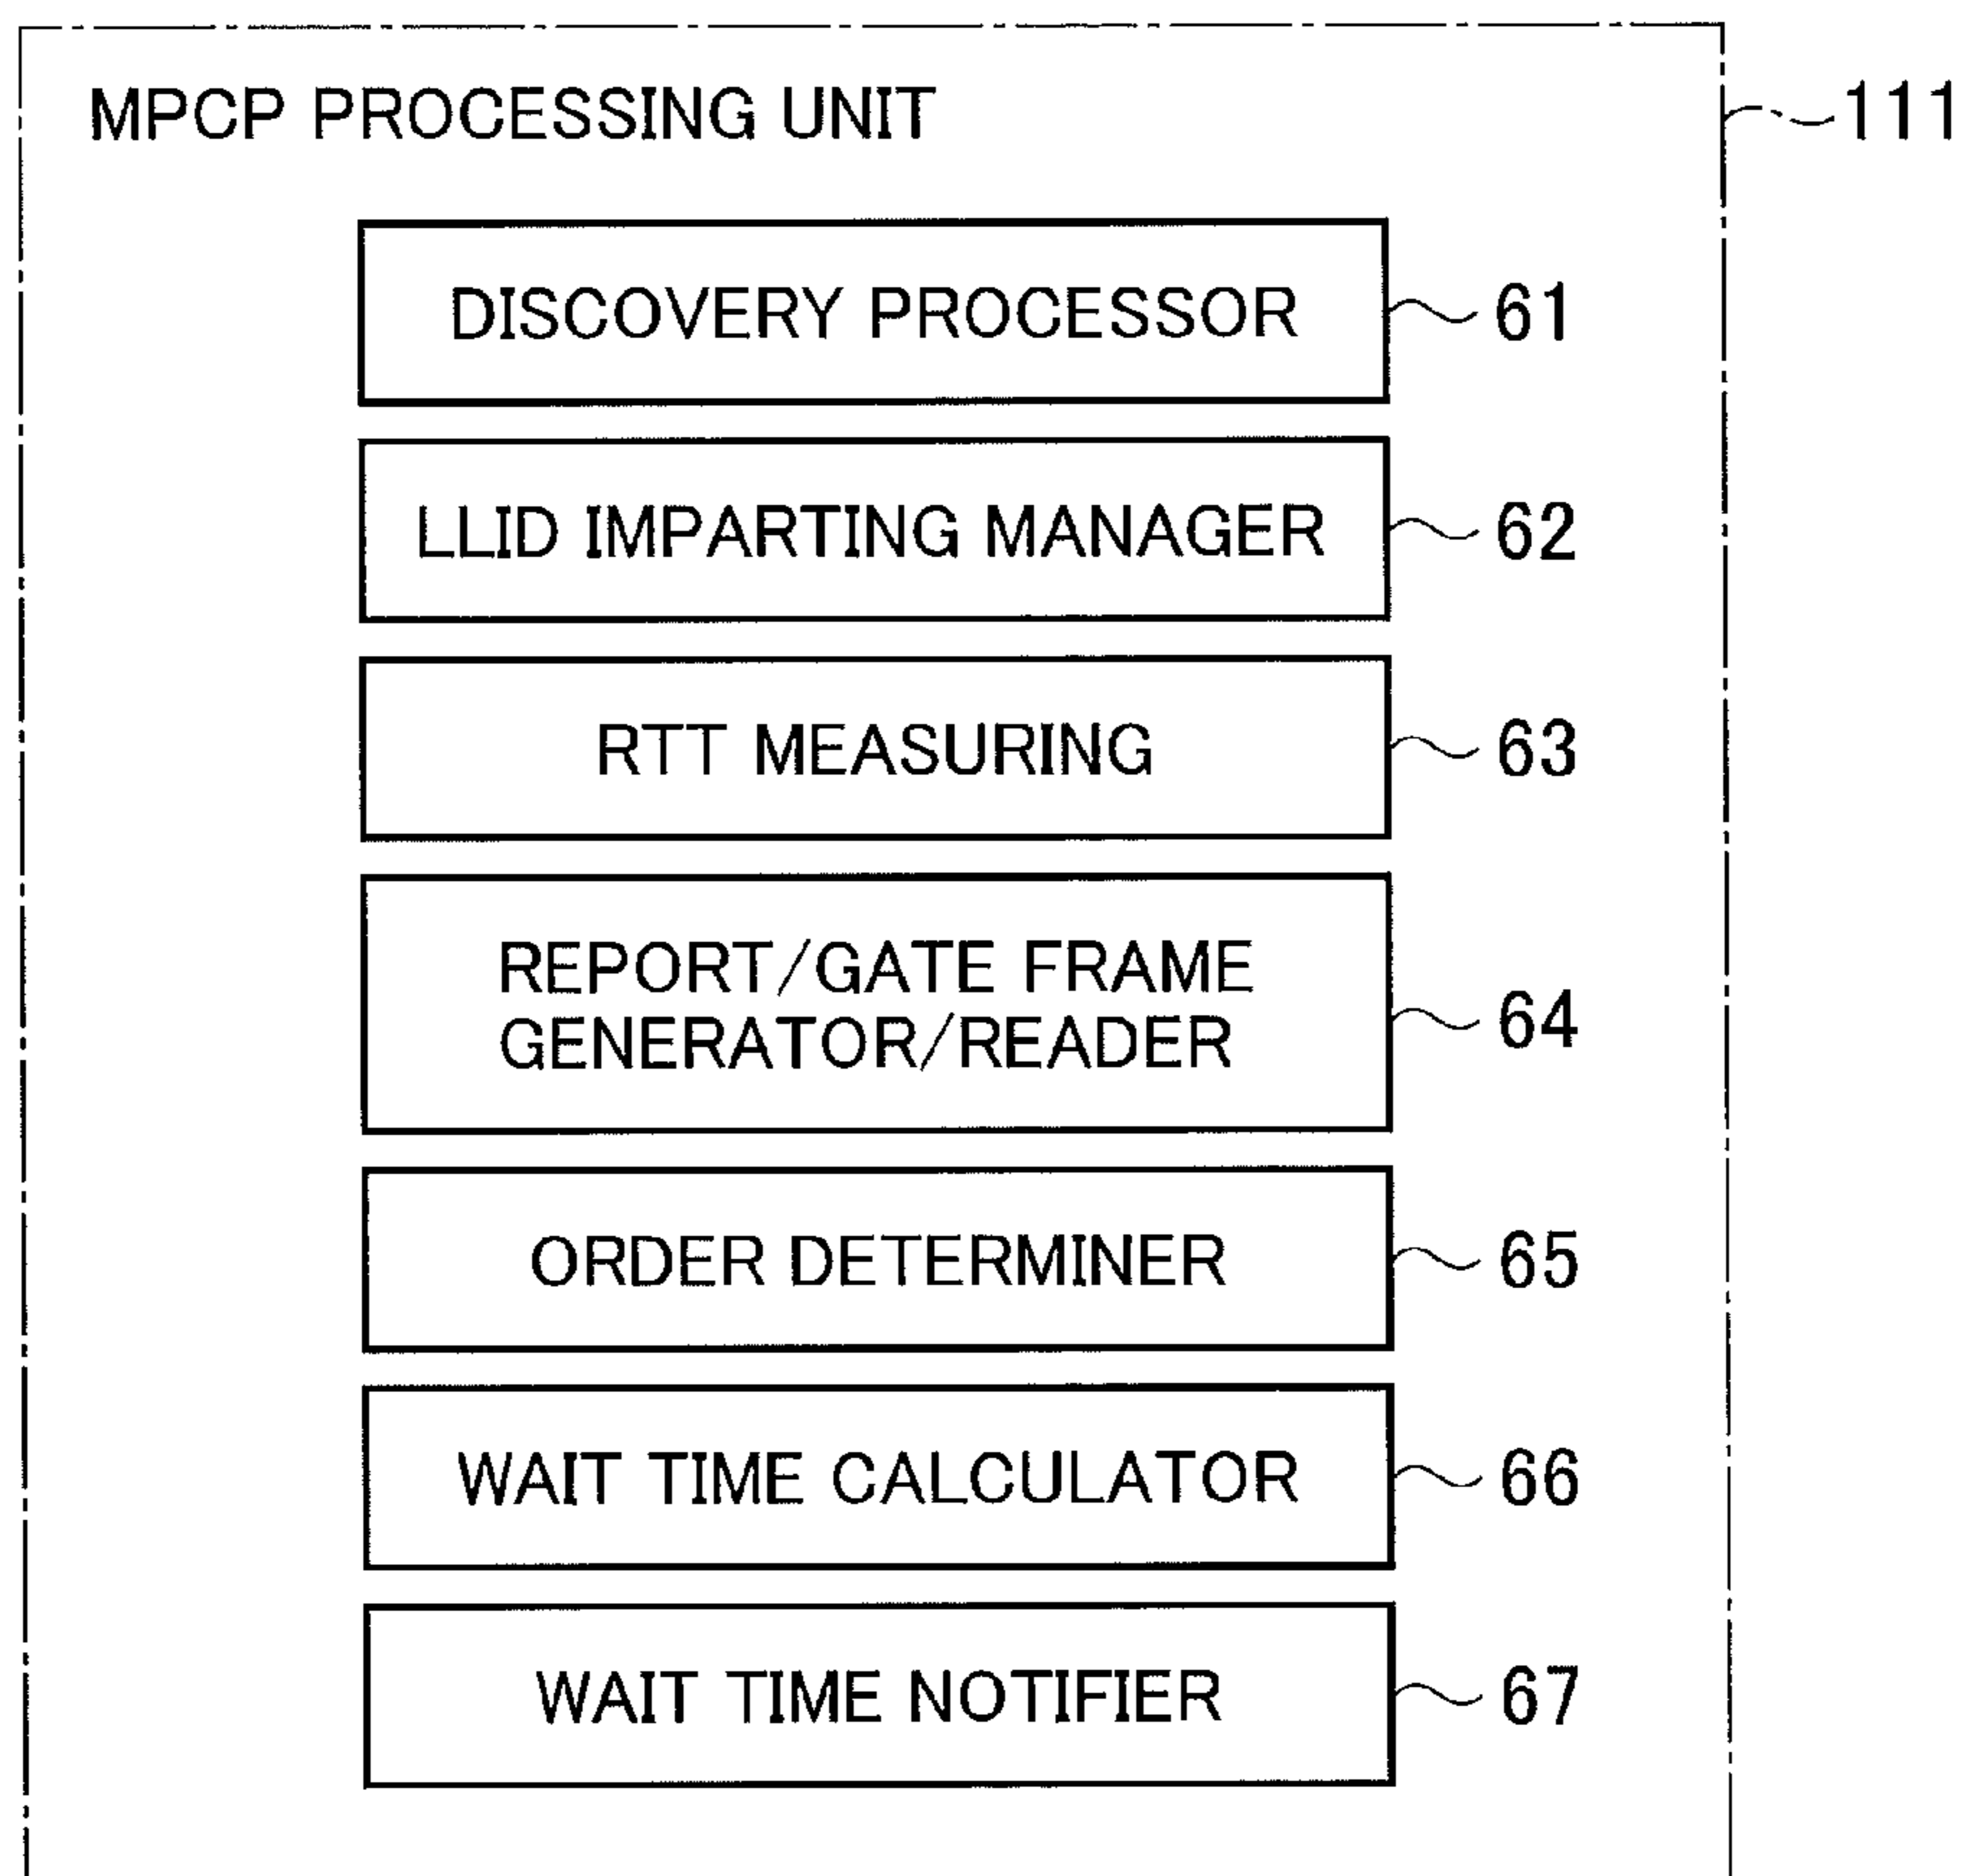 MPCP PROCESSING UNIT
111
DISCOVERY PROCESSOR
61
LLID IMPARTING MANAGER
62
RTT MEASURING
63
REPORT/GATE FRAME
GENERATOR/READER
64
ORDER DETERMINER
65
WAIT TIME CALCULATOR
66
WAIT TIME NOTIFIER
67